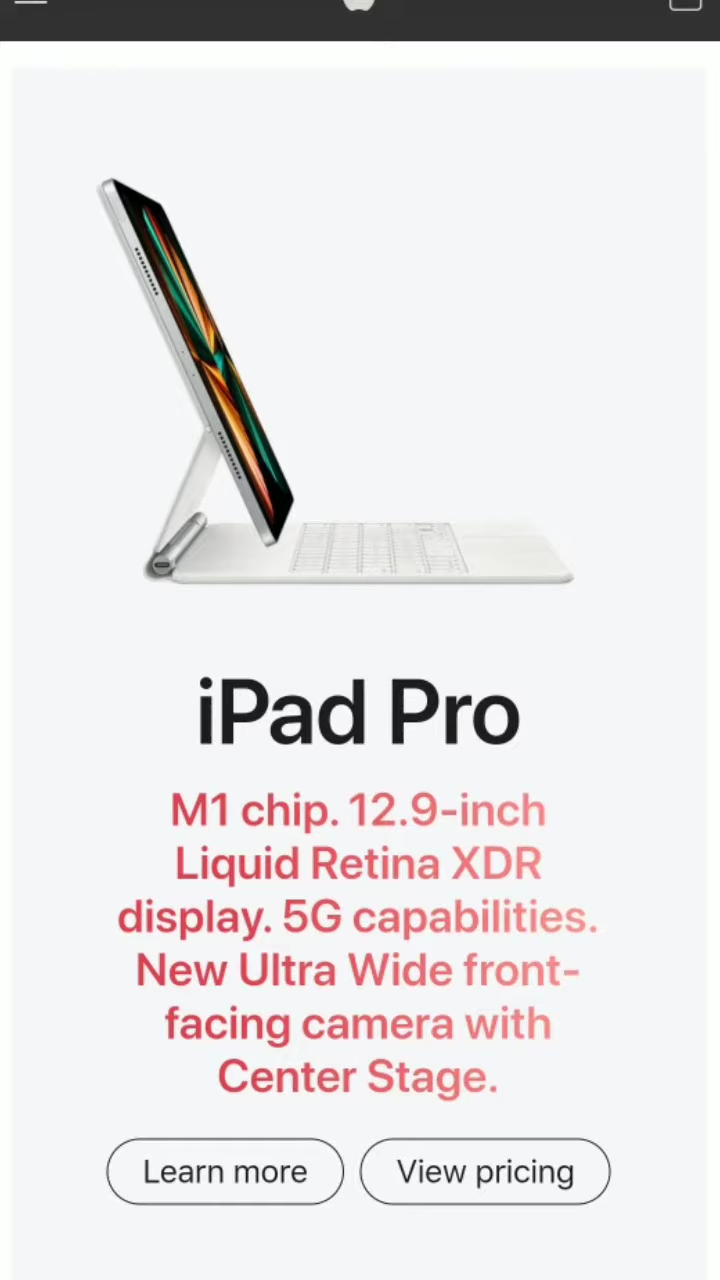 iPad Pro
M1 chip. 12.9-inch
Liquid Retina XDR
display. 5G capabilities.
New Ultra Wide front-
facing camera with
Center Stage.
Learn more
View pricing